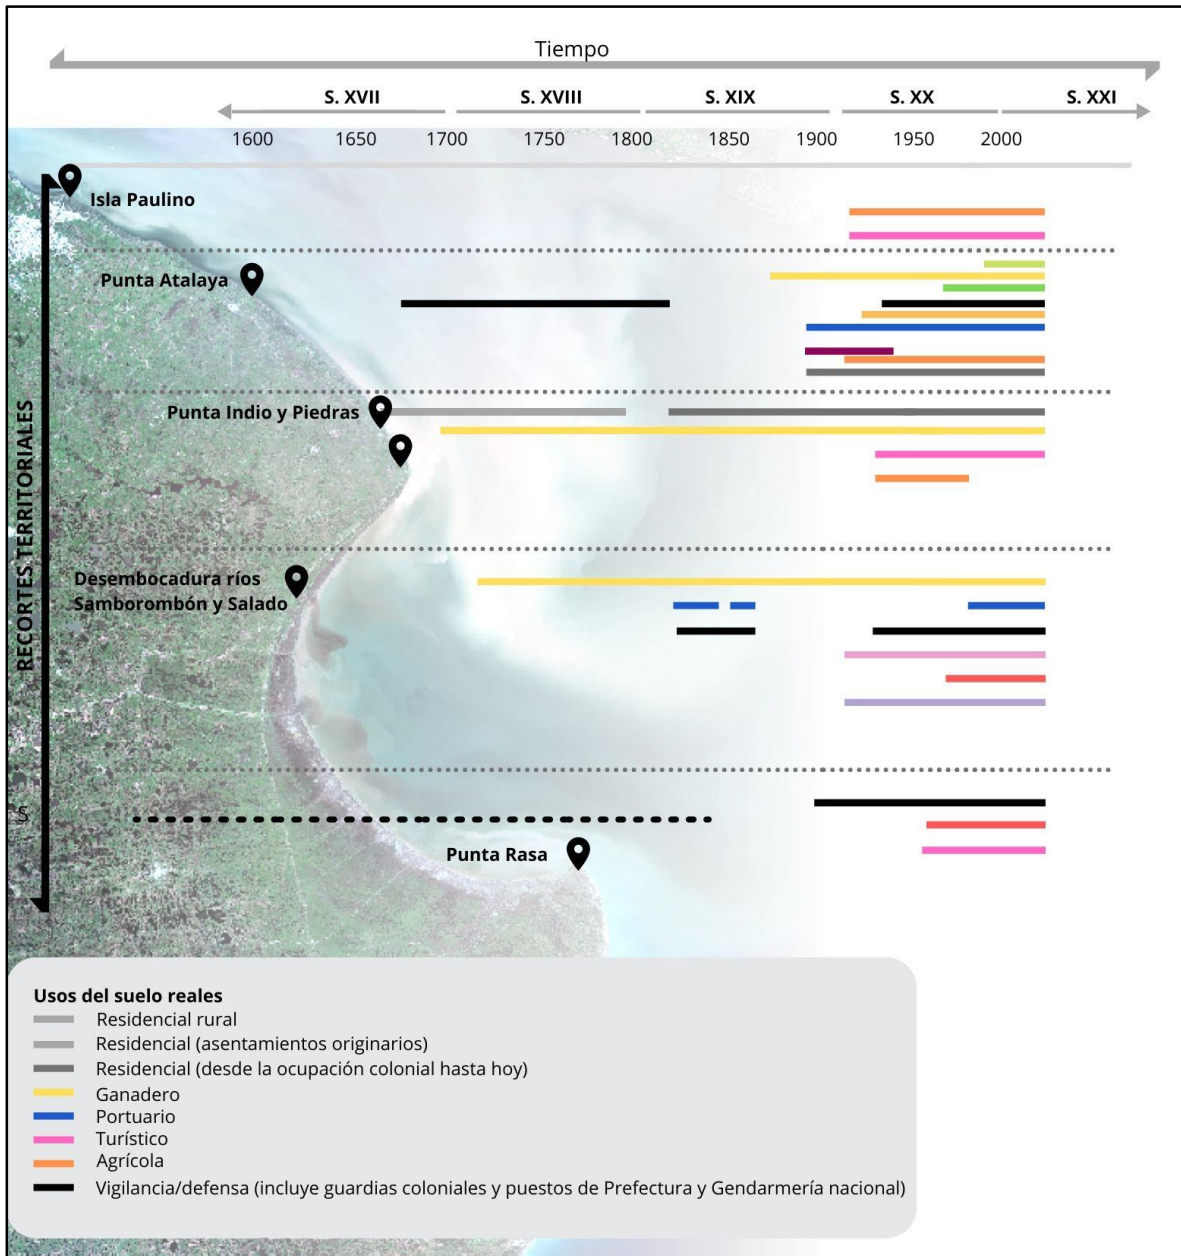 Tiempo
S. XVII S. XVIII S. XIX S. XX S. XXI
1600 1650 1700 1750 1800 1850 1900 1950 2000
Isla Paulino
Punta Atalaya
Punta Indio y Piedras
Desembocadura ríos
Samborombón y Salado
Punta Rasa
RECORTES TERRITORIALES
S
Usos del suelo reales
Residencial rural
Residencial (asentamientos originarios)
Residencial (desde la ocupación colonial hasta hoy)
Ganadero
Portuario
Turístico
Agrícola
Vigilancia/defensa (incluye guardias coloniales y puestos de Prefectura y Gendarmería nacional)